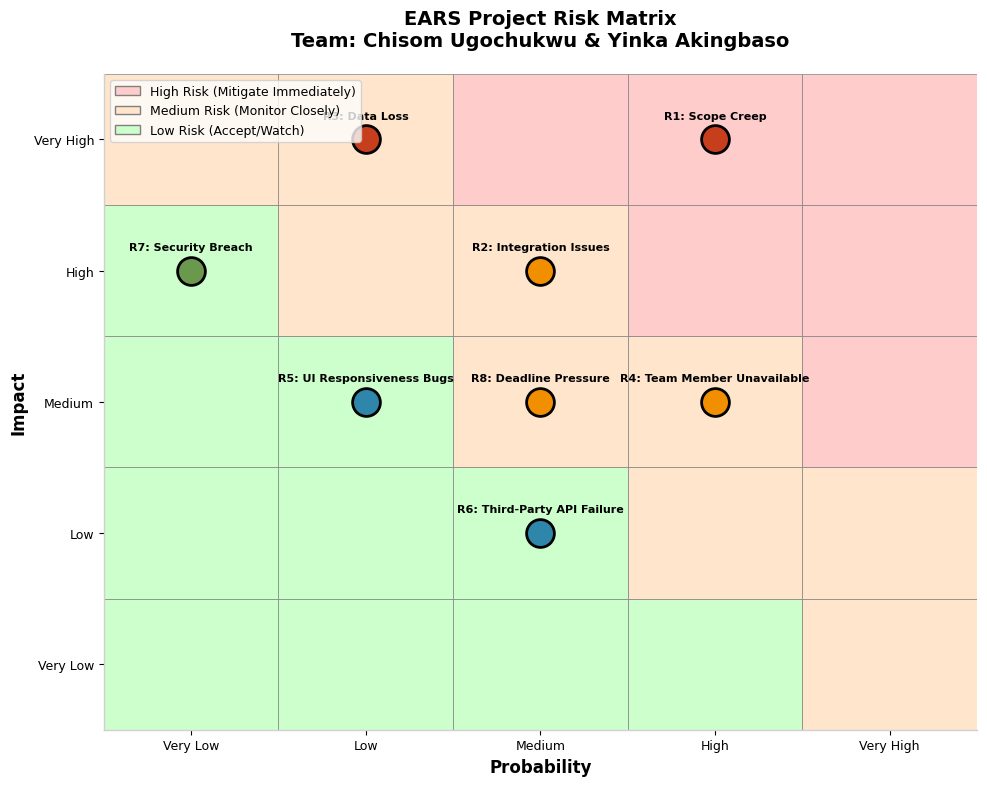 EARS Project Risk Matrix
Team: Chisom Ugochukwu & Yinka Akingbaso
High Risk (Mitigate Immediately)
Medium Risk (Monitor Closely)
Low Risk (Accept/Watch)
R3: Data Loss
R1: Scope Creep
R7: Security Breach
R2: Integration Issues
R5: UI Responsiveness Bugs
R8: Deadline Pressure
R4: Team Member Unavailable
R6: Third-Party API Failure
Impact
Very High
High
Medium
Low
Very Low
Very Low
Low
Medium
High
Very High
Probability